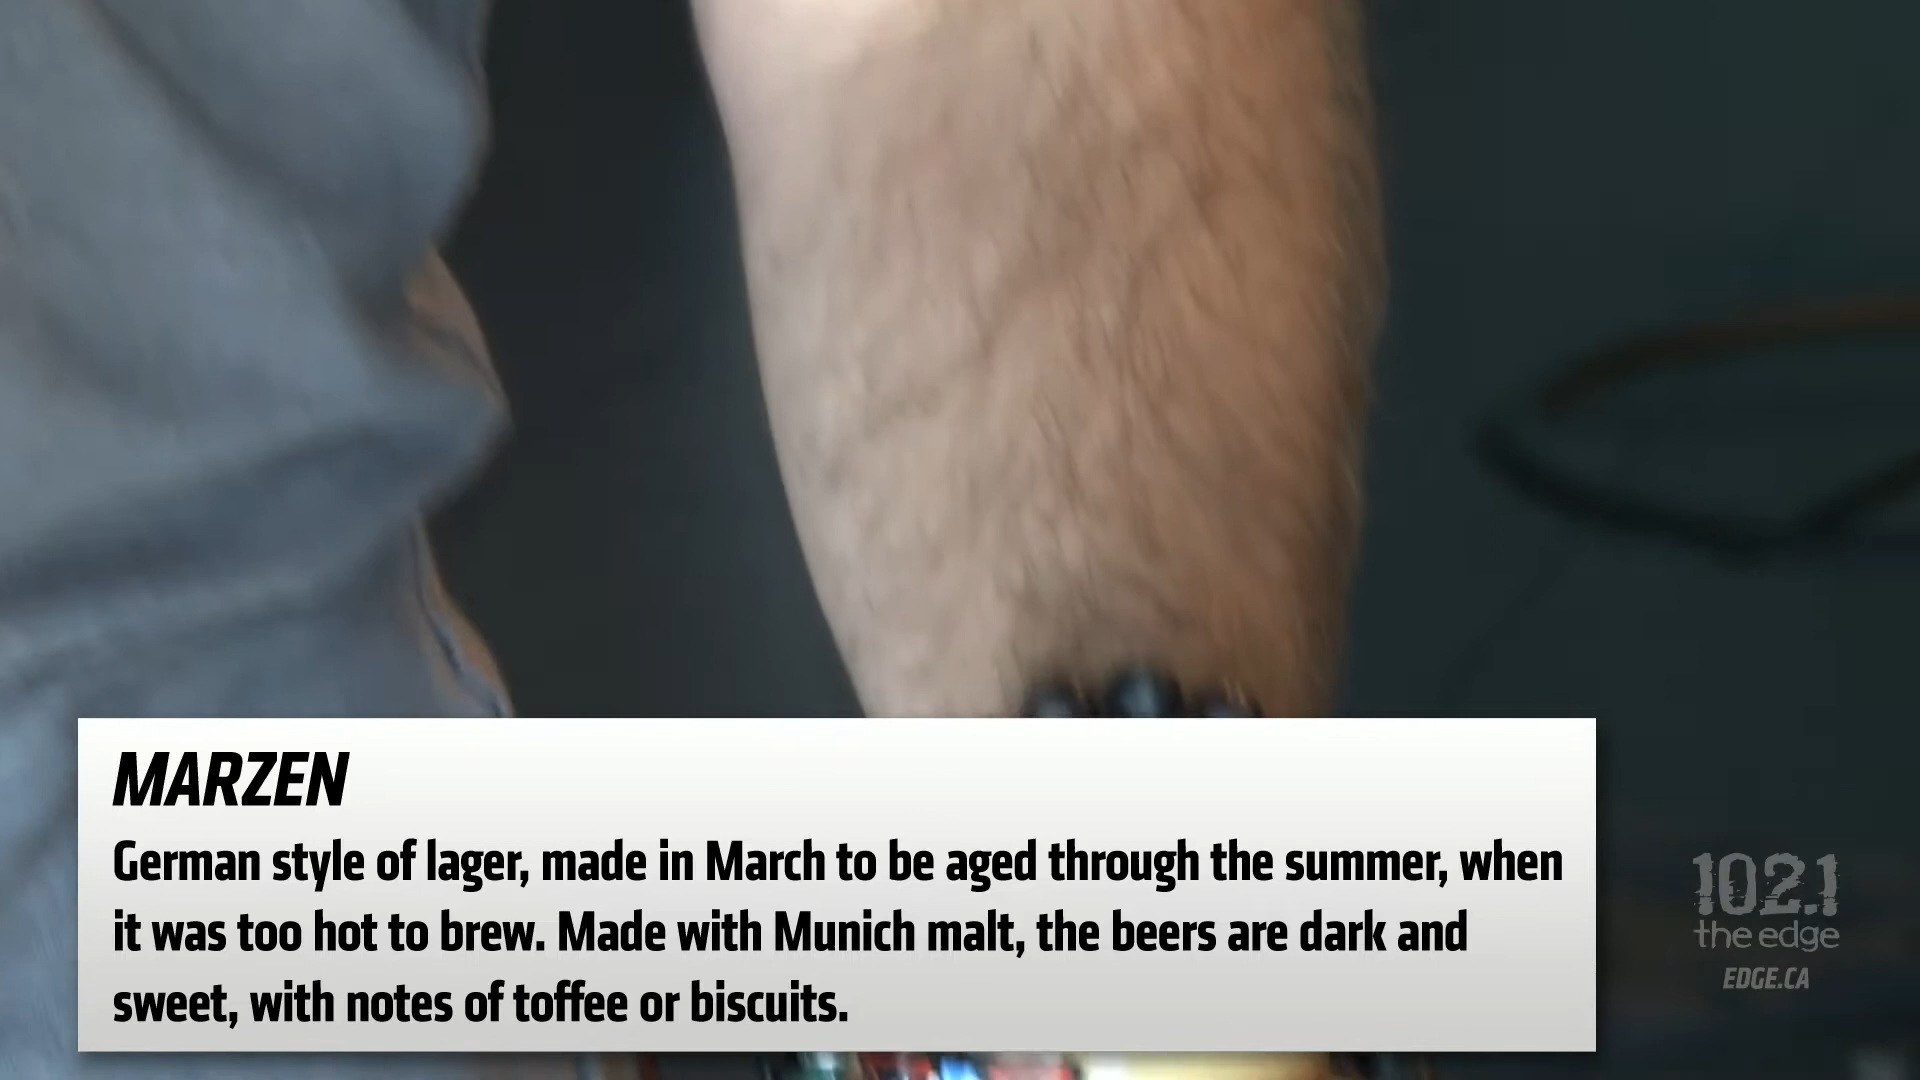 MARZEN
German style of lager, made in March to be aged through the summer, when
it was too hot to brew. Made with Munich malt, the beers are dark and
sweet, with notes of toffee or biscuits.
102.1
the edge
EDGE.CA